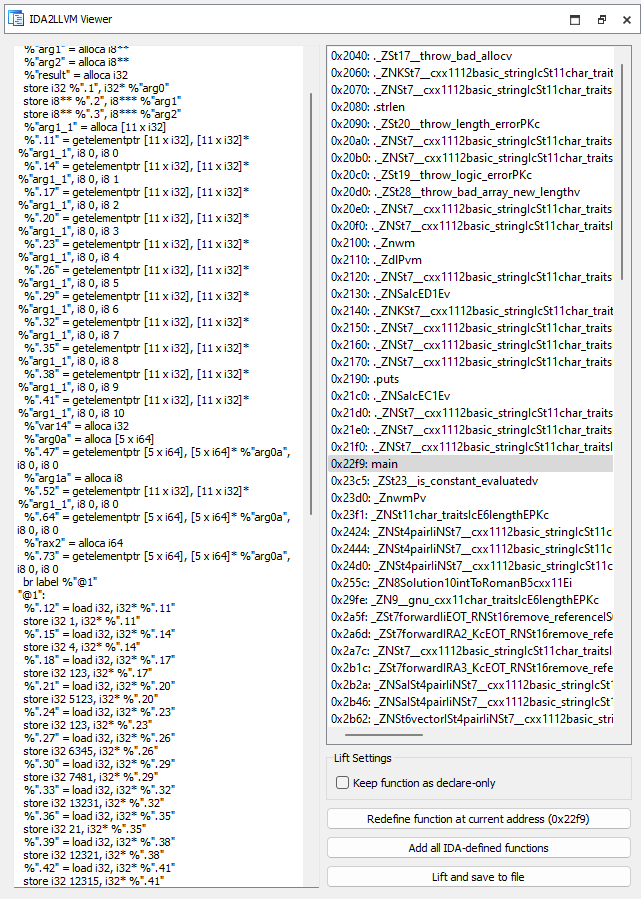 IDA2LLVM Viewer
%"arg1" = alloca i8**
%"arg2" = alloca i8**
%"result" = alloca i32
store i32 %".1", i32* %"arg0"
store i8** %".2", i8*** %"arg1"
store i8** %".3", i8*** %"arg2"
%"arg1_1" = alloca [11 x i32]
%".11" = getelementptr [11 x i32], [11 x i32]*
%"arg1_1", i8 0, i8 0
%".14" = getelementptr [11 x i32], [11 x i32]*
%"arg1_1", i8 0, i8 1
%".17" = getelementptr [11 x i32], [11 x i32]*
%"arg1_1", i8 0, i8 2
%".20" = getelementptr [11 x i32], [11 x i32]*
%"arg1_1", i8 0, i8 3
%".23" = getelementptr [11 x i32], [11 x i32]*
%"arg1_1", i8 0, i8 4
%".26" = getelementptr [11 x i32], [11 x i32]*
%"arg1_1", i8 0, i8 5
%".29" = getelementptr [11 x i32], [11 x i32]*
%"arg1_1", i8 0, i8 6
%".32" = getelementptr [11 x i32], [11 x i32]*
%"arg1_1", i8 0, i8 7
%".35" = getelementptr [11 x i32], [11 x i32]*
%"arg1_1", i8 0, i8 8
%".38" = getelementptr [11 x i32], [11 x i32]*
%"arg1_1", i8 0, i8 9
%".41" = getelementptr [11 x i32], [11 x i32]*
%"arg1_1", i8 0, i8 10
%"var14" = alloca i32
%"arg0a" = alloca [5 x i64]
%".47" = getelementptr [5 x i64], [5 x i64]* %"arg0a",
i8 0, i8 0
%"arg1a" = alloca i8
%".52" = getelementptr [11 x i32], [11 x i32]*
%"arg1_1", i8 0, i8 0
%".64" = getelementptr [5 x i64], [5 x i64]* %"arg0a",
i8 0, i8 0
%"rax2" = alloca i64
%".73" = getelementptr [5 x i64], [5 x i64]* %"arg0a",
i8 0, i8 0
br label %"@1"
"@1":
%".12" = load i32, i32* %".11"
store i32 1, i32* %".11"
%".15" = load i32, i32* %".14"
store i32 4, i32* %".14"
%".18" = load i32, i32* %".17"
store i32 123, i32* %".17"
%".21" = load i32, i32* %".20"
store i32 5123, i32* %".20"
%".24" = load i32, i32* %".23"
store i32 123, i32* %".23"
%".27" = load i32, i32* %".26"
store i32 6345, i32* %".26"
%".30" = load i32, i32* %".29"
store i32 7481, i32* %".29"
%".33" = load i32, i32* %".32"
store i32 13231, i32* %".32"
%".36" = load i32, i32* %".35"
store i32 21, i32* %".35"
%".39" = load i32, i32* %".38"
store i32 12321, i32* %".38"
%".42" = load i32, i32* %".41"
store i32 12315, i32* %".41"
0x2040: ._ZSt17__throw_bad_allocv
0x2060: ._ZNKSt7__cxx1112basic_stringIcSt11char_trait
0x2070: ._ZNSt7__cxx1112basic_stringIcSt11char_traits
0x2080: .strlen
0x2090: ._ZSt20__throw_length_errorPKc
0x20a0: ._ZNSt7__cxx1112basic_stringIcSt11char_traits
0x20b0: ._ZNSt7__cxx1112basic_stringIcSt11char_traits
0x20c0: ._ZSt19__throw_logic_errorPKc
0x20d0: ._ZSt28__throw_bad_array_new_lengthv
0x20e0: ._ZNSt7__cxx1112basic_stringIcSt11char_traits
0x20f0: ._ZNSt7__cxx1112basic_stringIcSt11char_traitsI
0x2100: ._Znwm
0x2110: ._ZdlPvm
0x2120: ._ZNSt7__cxx1112basic_stringIcSt11char_traits
0x2130: ._ZNSaIcED1Ev
0x2140: ._ZNKSt7__cxx1112basic_stringIcSt11char_trait
0x2150: ._ZNSt7__cxx1112basic_stringIcSt11char_traits
0x2160: ._ZNSt7__cxx1112basic_stringIcSt11char_traits
0x2170: ._ZNSt7__cxx1112basic_stringIcSt11char_traits
0x2190: .puts
0x21c0: ._ZNSaIcEC1Ev
0x21d0: ._ZNSt7__cxx1112basic_stringIcSt11char_traits
0x21e0: ._ZNSt7__cxx1112basic_stringIcSt11char_traits
0x21f0: ._ZNSt7__cxx1112basic_stringIcSt11char_traitsI
0x22f9: main
0x23c5: _ZSt23__is_constant_evaluatedv
0x23d0: _ZnwmPv
0x23f1: _ZNSt11char_traitsIcE6lengthEPKc
0x2424: _ZNSt4pairIiNSt7__cxx1112basic_stringIcSt11c
0x2444: _ZNSt4pairIiNSt7__cxx1112basic_stringIcSt11c
0x24d0: _ZNSt4pairIiNSt7__cxx1112basic_stringIcSt11c
0x255c: _ZN8Solution10intToRomanB5cxx11Ei
0x29fe: _ZN9__gnu_cxx11char_traitsIcE6lengthEPKc
0x2a5f: _ZSt7forwardIiEOT_RNSt16remove_referenceIS
0x2a6d: _ZSt7forwardIRA2_KcEOT_RNSt16remove_refe
0x2a7c: _ZNSt7__cxx1112basic_stringIcSt11char_traitsI
0x2b1c: _ZSt7forwardIRA3_KcEOT_RNSt16remove_refe
0x2b2a: _ZNSaISt4pairIiNSt7__cxx1112basic_stringIcS1
0x2b46: _ZNSaISt4pairIiNSt7__cxx1112basic_stringIcS1
0x2b62: _ZNSt6vectorISt4pairIiNSt7__cxx1112basic_stri
Lift Settings
Keep function as declare-only
Redefine function at current address (0x22f9)
Add all IDA-defined functions
Lift and save to file